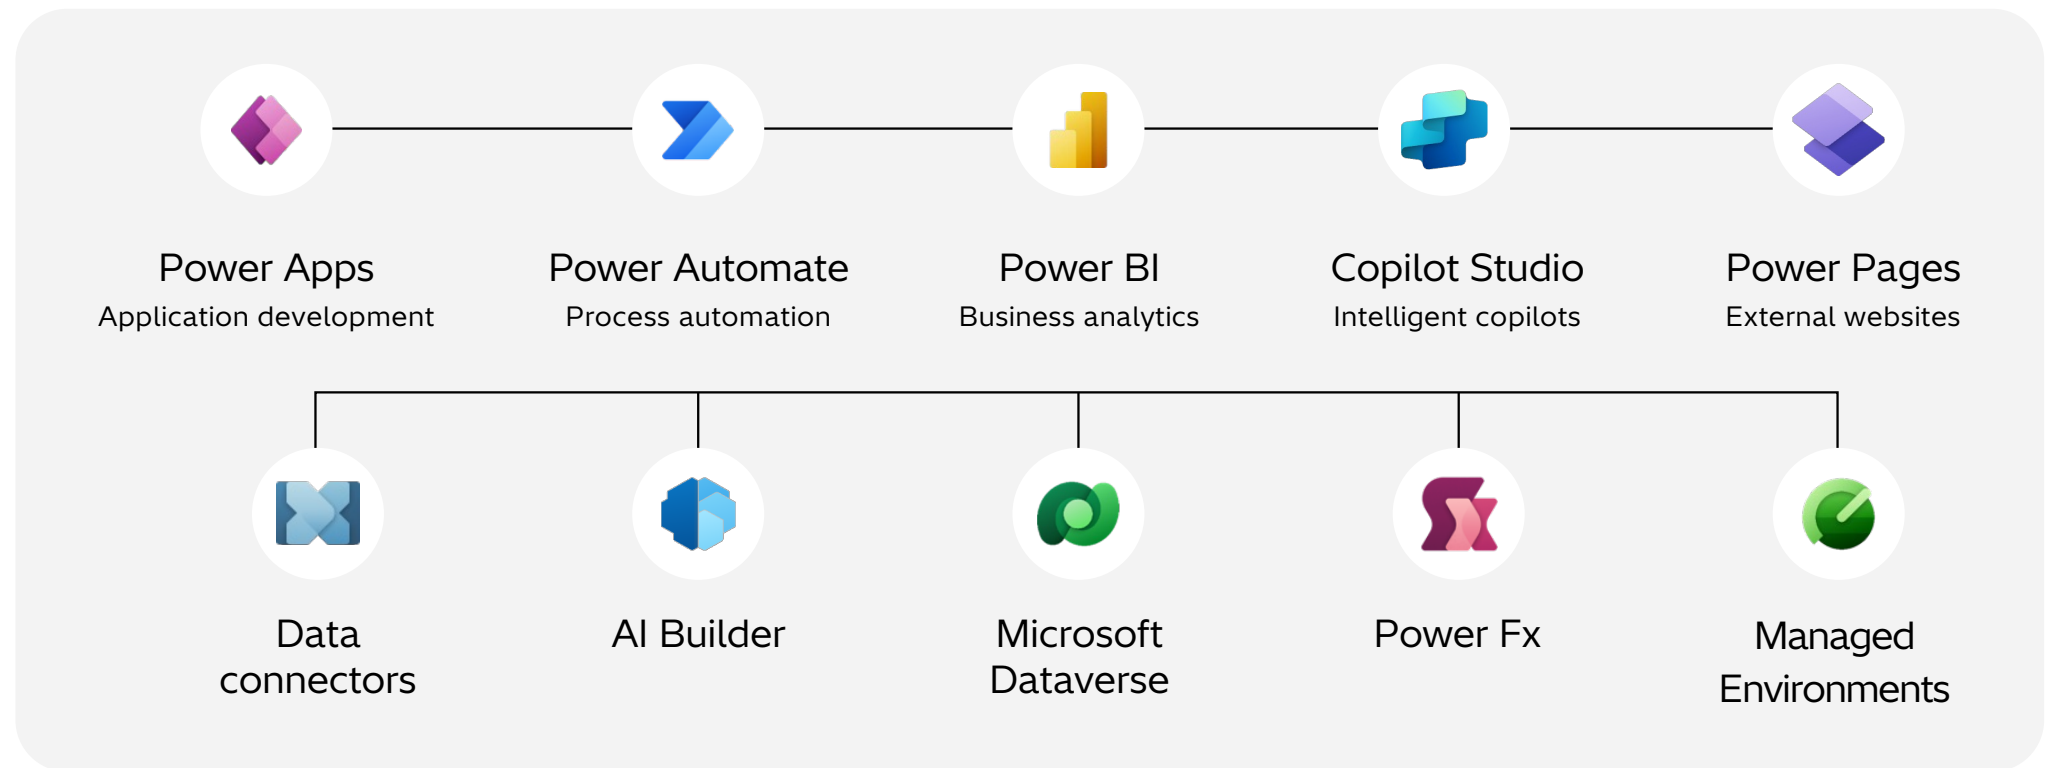 Power Apps
Application development
Power Automate
Process automation
Power BI
Business analytics
Copilot Studio
Intelligent copilots
Power Pages
External websites
Data
connectors
AI Builder
Microsoft
Dataverse
Power Fx
Managed
Environments